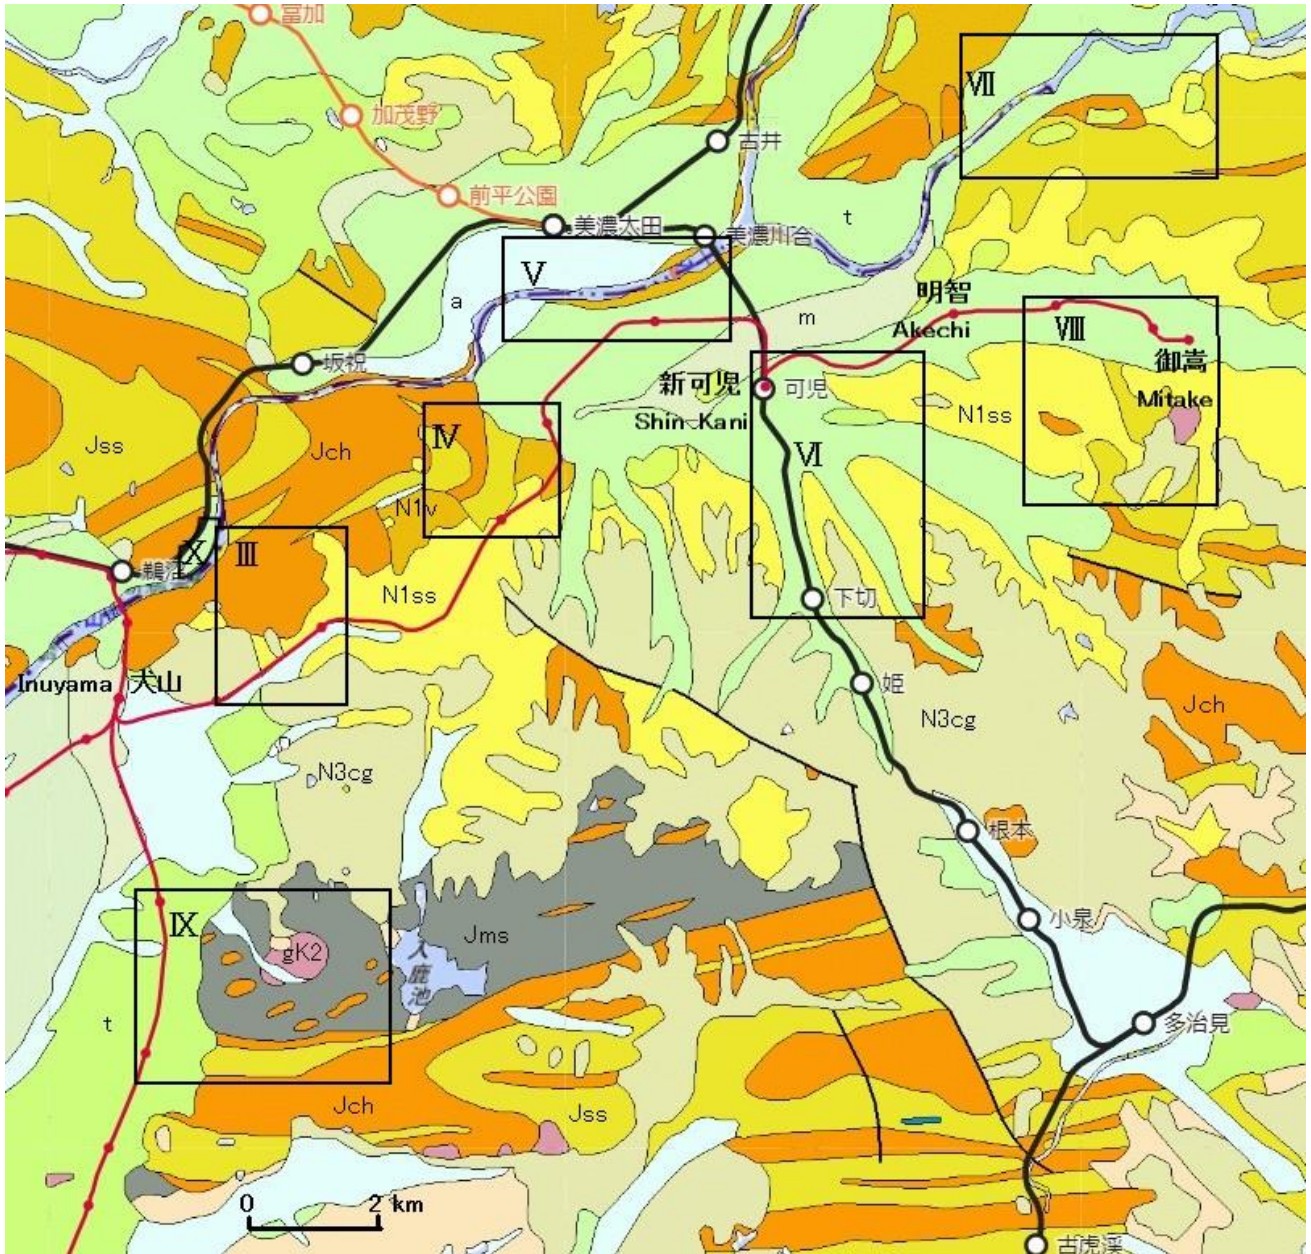 富加
加茂野
前平公園
古井
美濃太田
美濃川合
Ⅶ
t
Ⅴ
a
m
明智
Akechi
Ⅷ
坂祝
新可児
Shin-Kani
可児
御嵩
Mitake
N1ss
Jss
Jch
Ⅳ
Ⅵ
N1v
Ⅹ
Ⅲ
鵜沼
N1ss
下切
Inuyama 犬山
姫
N3cg
Jch
N3cg
根本
Ⅸ
小泉
gK2
Jms
入鹿池
t
多治見
Jch
Jss
0 2 km
古虎渓